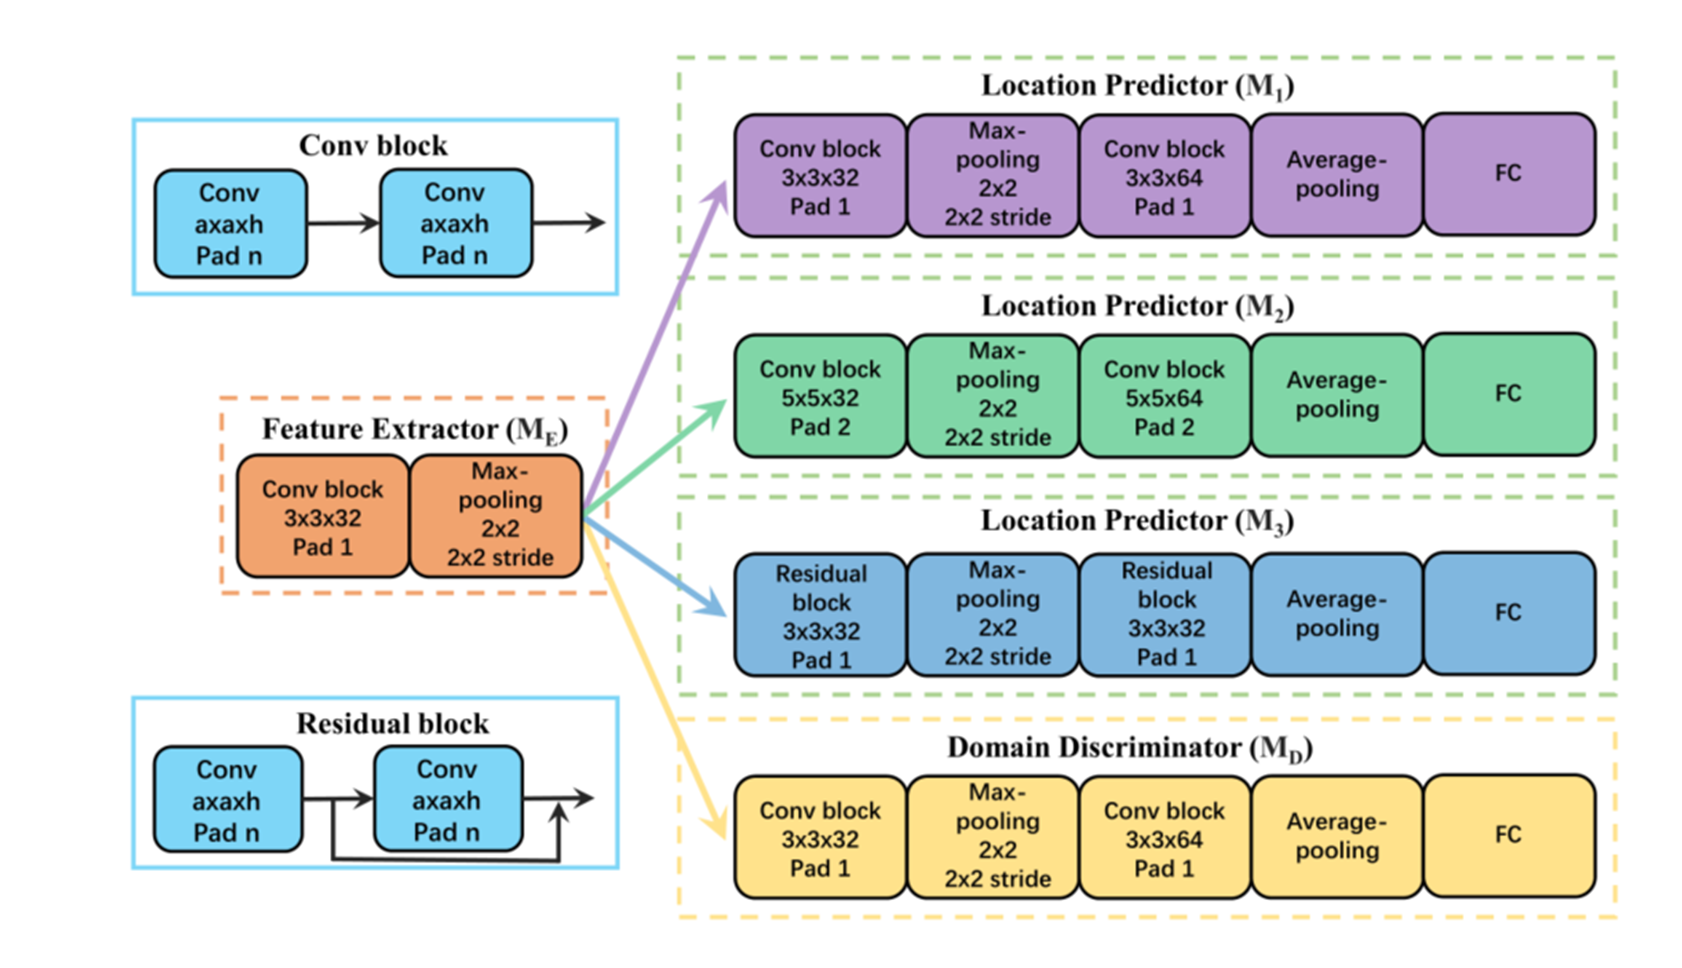 Conv block
Conv
axaxh
Pad n
Conv
axaxh
Pad n
Feature Extractor (M_E)
Conv block
3x3x32
Pad 1
Max-
pooling
2x2
2x2 stride
Residual block
Conv
axaxh
Pad n
Conv
axaxh
Pad n
Location Predictor (M_1)
Conv block
3x3x32
Pad 1
Max-
pooling
2x2
2x2 stride
Conv block
3x3x64
Pad 1
Average-
pooling
FC
Location Predictor (M_2)
Conv block
5x5x32
Pad 2
Max-
pooling
2x2
2x2 stride
Conv block
5x5x64
Pad 2
Average-
pooling
FC
Location Predictor (M_3)
Residual
block
3x3x32
Pad 1
Max-
pooling
2x2
2x2 stride
Residual
block
3x3x32
Pad 1
Average-
pooling
FC
Domain Discriminator (M_D)
Conv block
3x3x32
Pad 1
Max-
pooling
2x2
2x2 stride
Conv block
3x3x64
Pad 1
Average-
pooling
FC